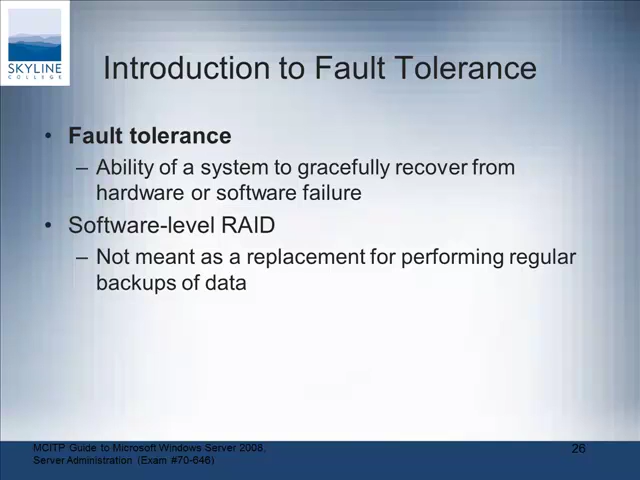 SKYLINE
COLLEGE
Introduction to Fault Tolerance
• Fault tolerance
– Ability of a system to gracefully recover from
hardware or software failure
• Software-level RAID
– Not meant as a replacement for performing regular
backups of data
MCITP Guide to Microsoft Windows Server 2008,
Server Administration (Exam #70-646)
26